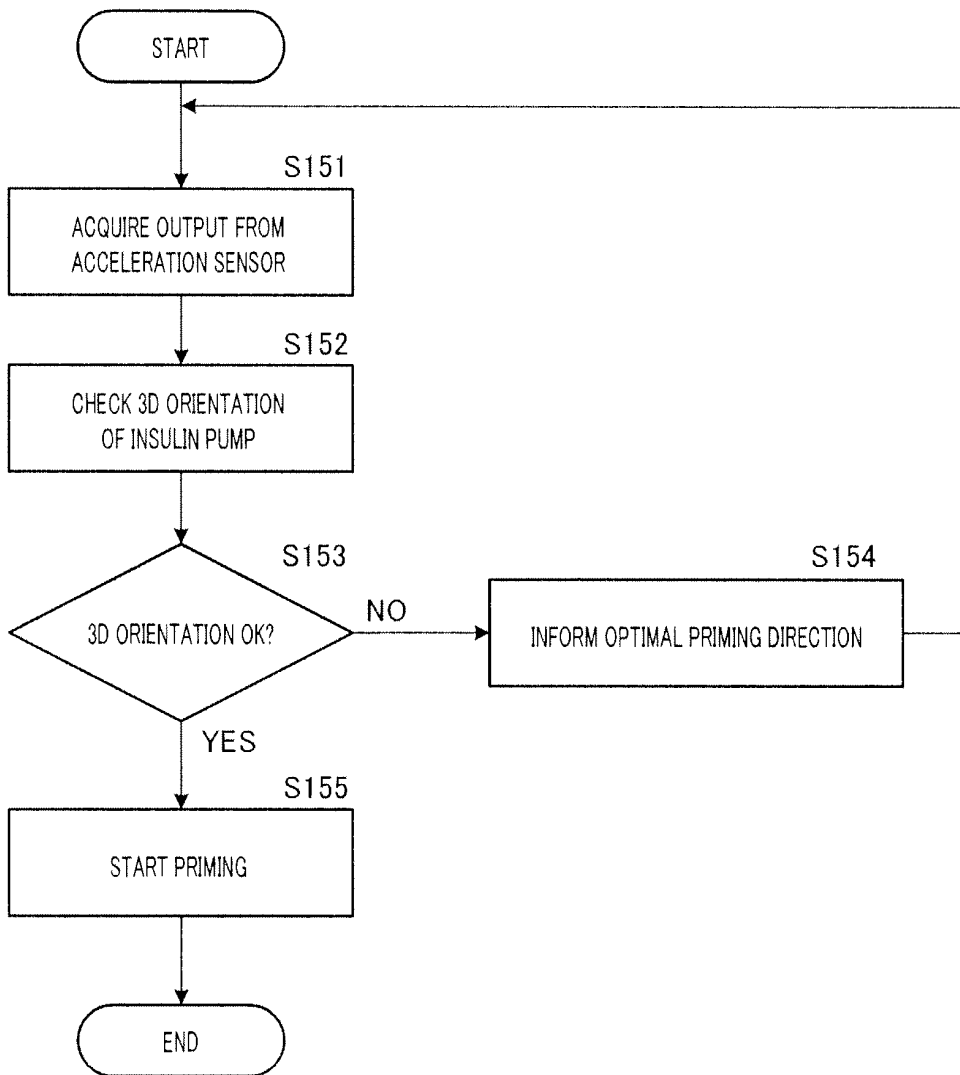 START
S151
ACQUIRE OUTPUT FROM
ACCELERATION SENSOR
S152
CHECK 3D ORIENTATION
OF INSULIN PUMP
S153
3D ORIENTATION OK?
NO
S154
INFORM OPTIMAL PRIMING DIRECTION
YES
S155
START PRIMING
END